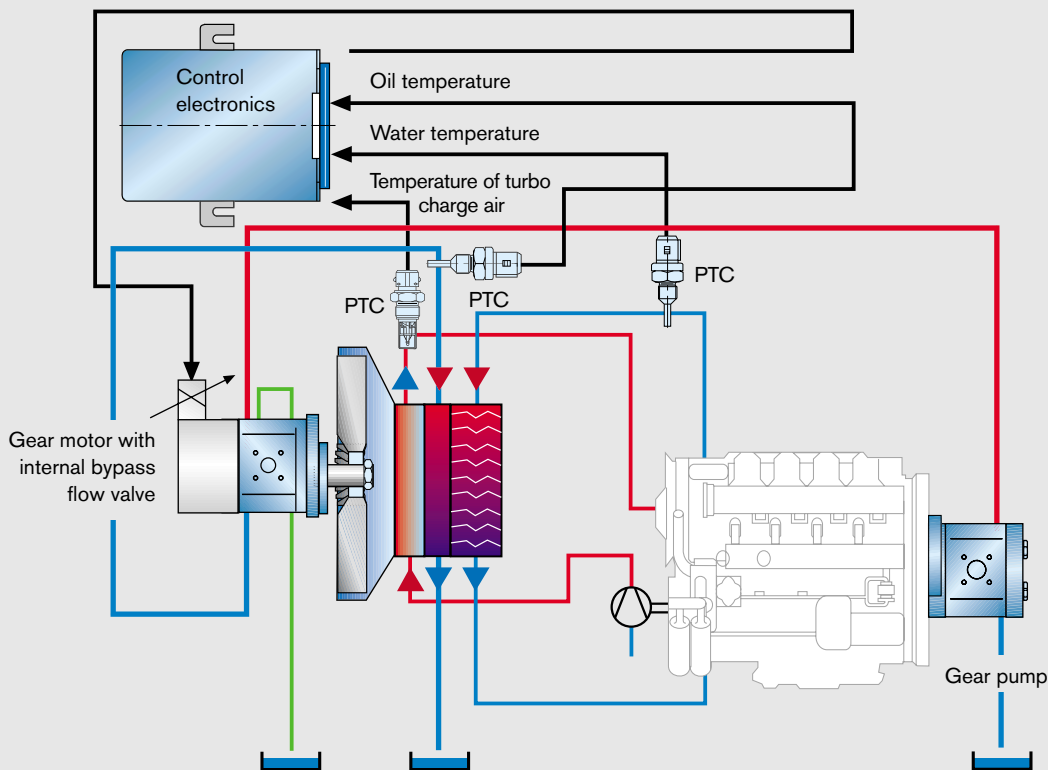 Control
electronics
Oil temperature
Water temperature
Temperature of turbo
charge air
PTC
PTC
PTC
Gear motor with
internal bypass
flow valve
Gear pump